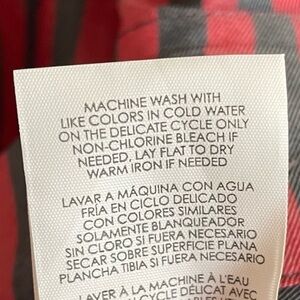 MACHINE WASH WITH
LIKE COLORS IN COLD WATER
ON THE DELICATE CYCLE ONLY
NON-CHLORINE BLEACH IF
NEEDED, LAY FLAT TO DRY
WARM IRON IF NEEDED
LAVAR A MÁQUINA CON AGUA
FRÍA EN CICLO DELICADO
CON COLORES SIMILARES
SOLAMENTE BLANQUEADOR
SIN CLORO SI FUERA NECESARIO
SECAR SOBRE SUPERFICIE PLANA
PLANCHA TIBIA SI FUERA NECESARIO
LAVER À LA MACHINE À L'EAU
CYCLE DÉLICAT AVEC